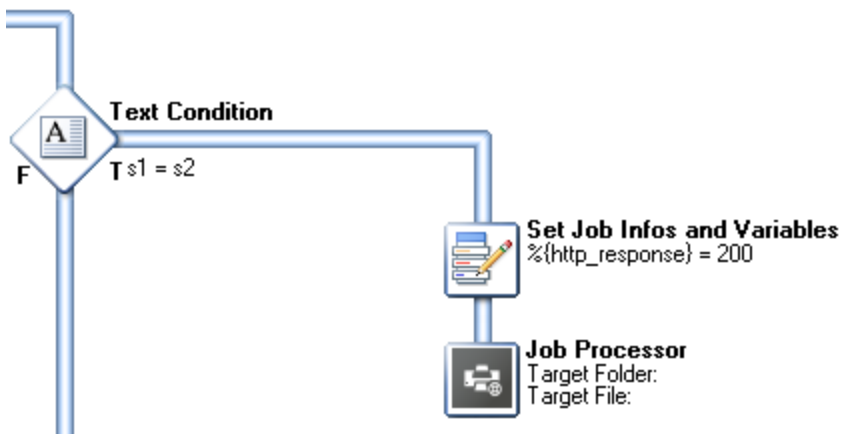 Text Condition
A
F
T s1 = s2
Set Job Infos and Variables
%{http_response} = 200
Job Processor
Target Folder:
Target File: